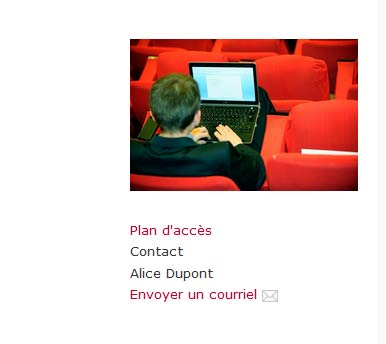 Plan d'accès
Contact
Alice Dupont
Envoyer un courriel